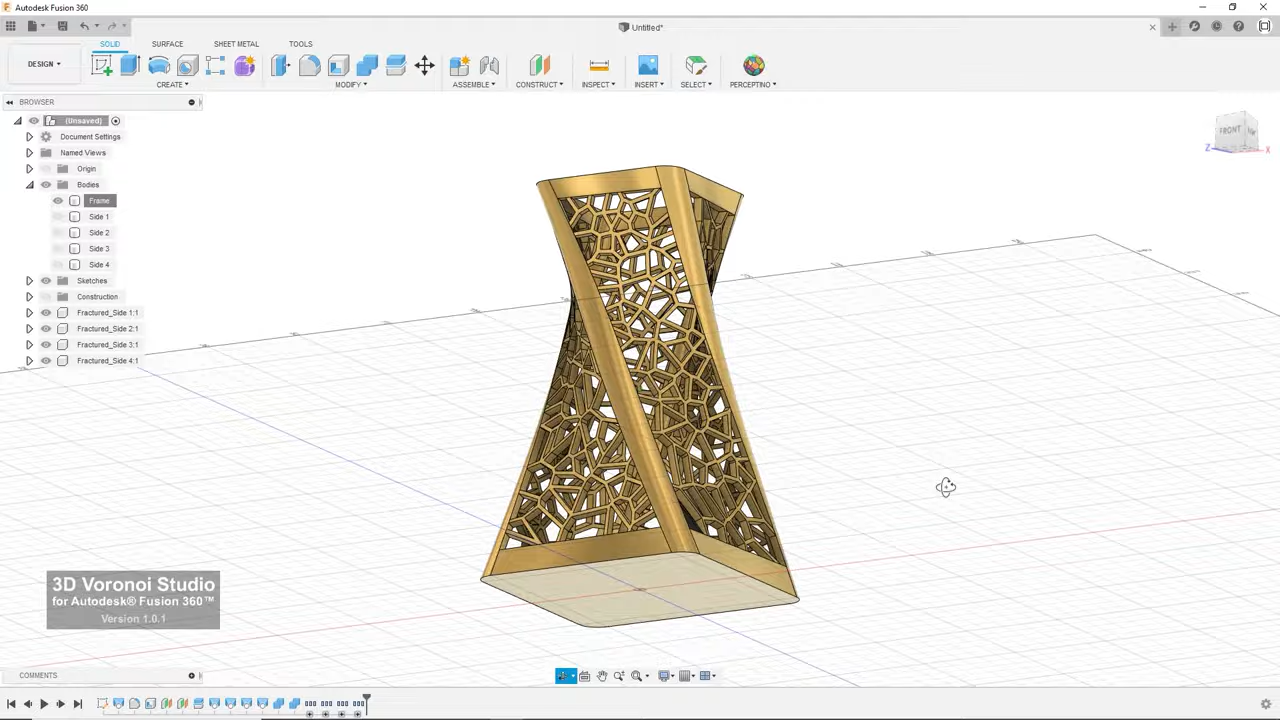 Autodesk Fusion 360
Untitled*
DESIGN
SOLID
SURFACE
SHEET METAL
TOOLS
CREATE
MODIFY
ASSEMBLE
CONSTRUCT
INSPECT
INSERT
SELECT
PERCEPTINO
BROWSER
(Unsaved)
Document Settings
Named Views
Origin
Bodies
Frame
Side 1
Side 2
Side 3
Side 4
Sketches
Construction
Fractured_Side 1:1
Fractured_Side 2:1
Fractured_Side 3:1
Fractured_Side 4:1
FRONT
Z
X
3D Voronoi Studio
for Autodesk® Fusion 360™
Version 1.0.1
COMMENTS